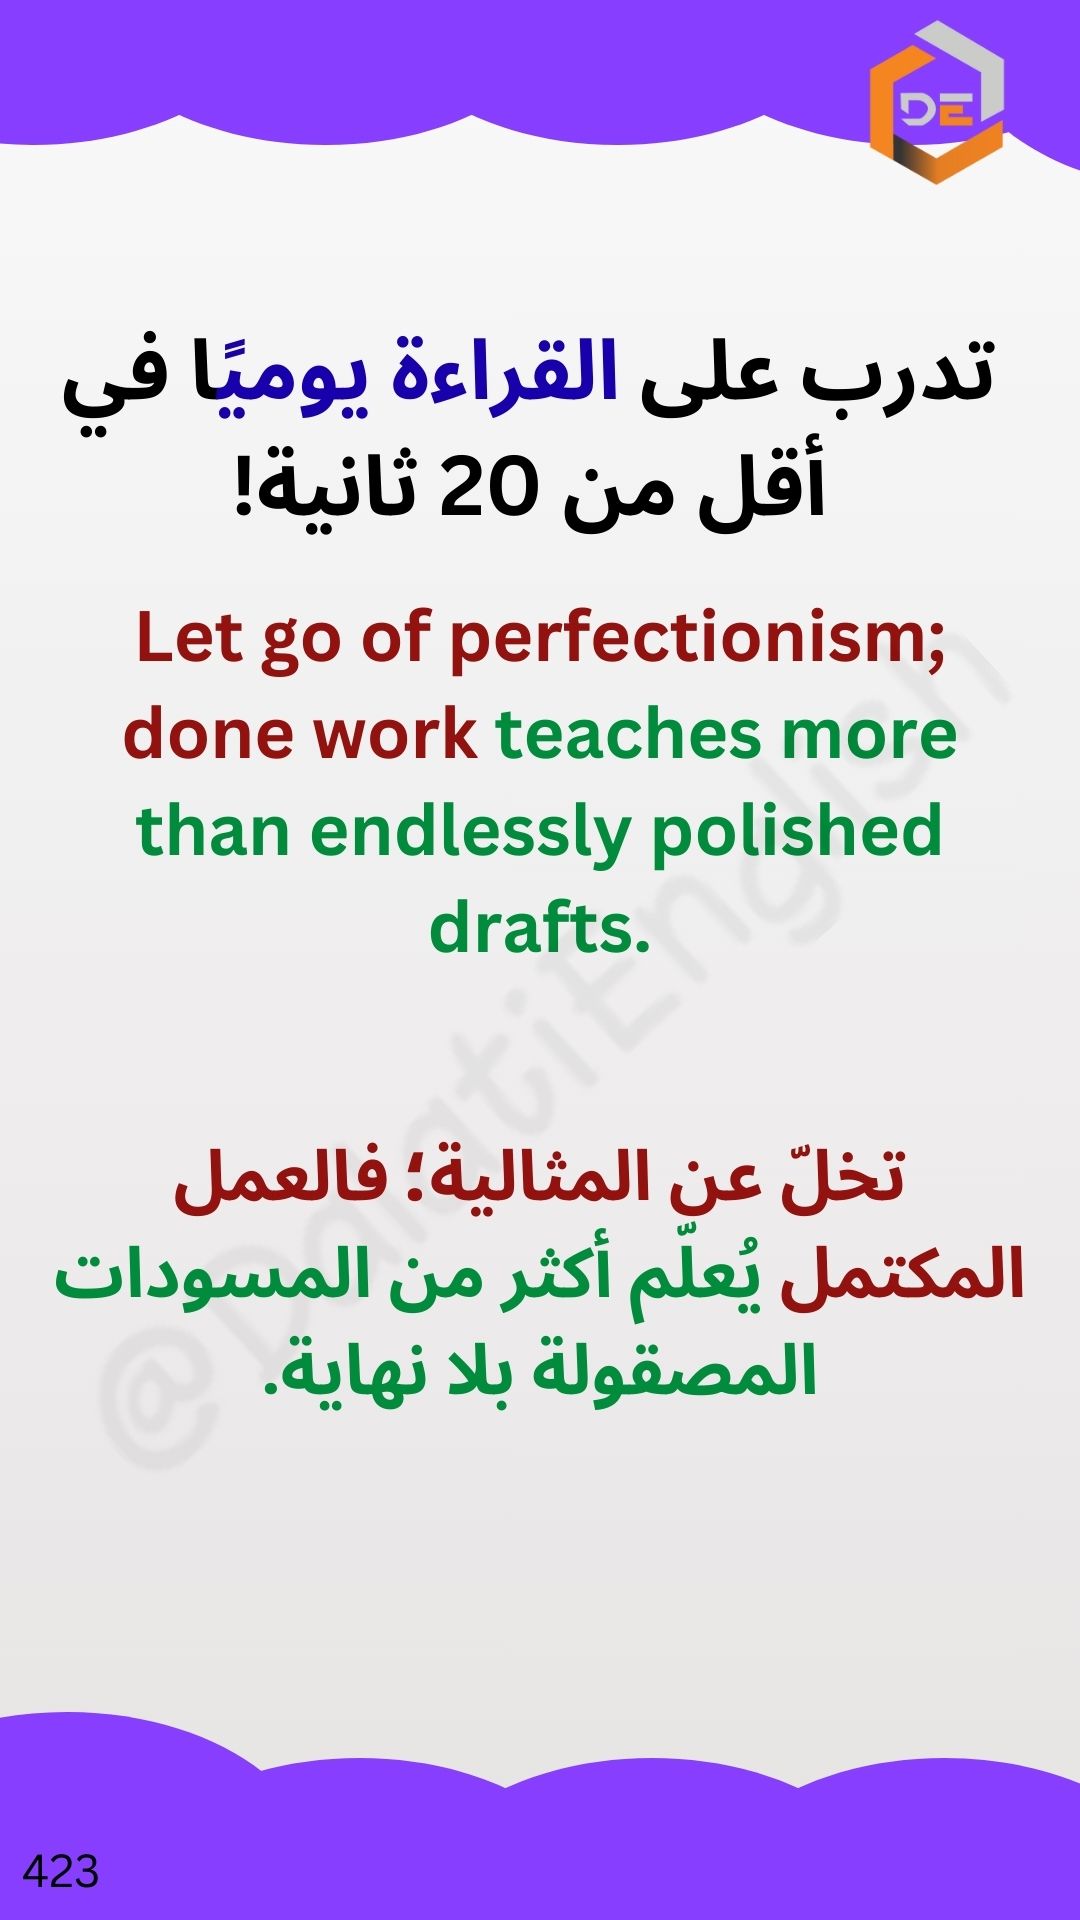 DE
تدرب على القراءة يوميًا في
أقل من 20 ثانية!
Let go of perfectionism;
done work teaches more
than endlessly polished
drafts.
تخلّ عن المثالية؛ فالعمل
المكتمل يُعلّم أكثر من المسودات
المصقولة بلا نهاية.
@DalatiEnglish
423